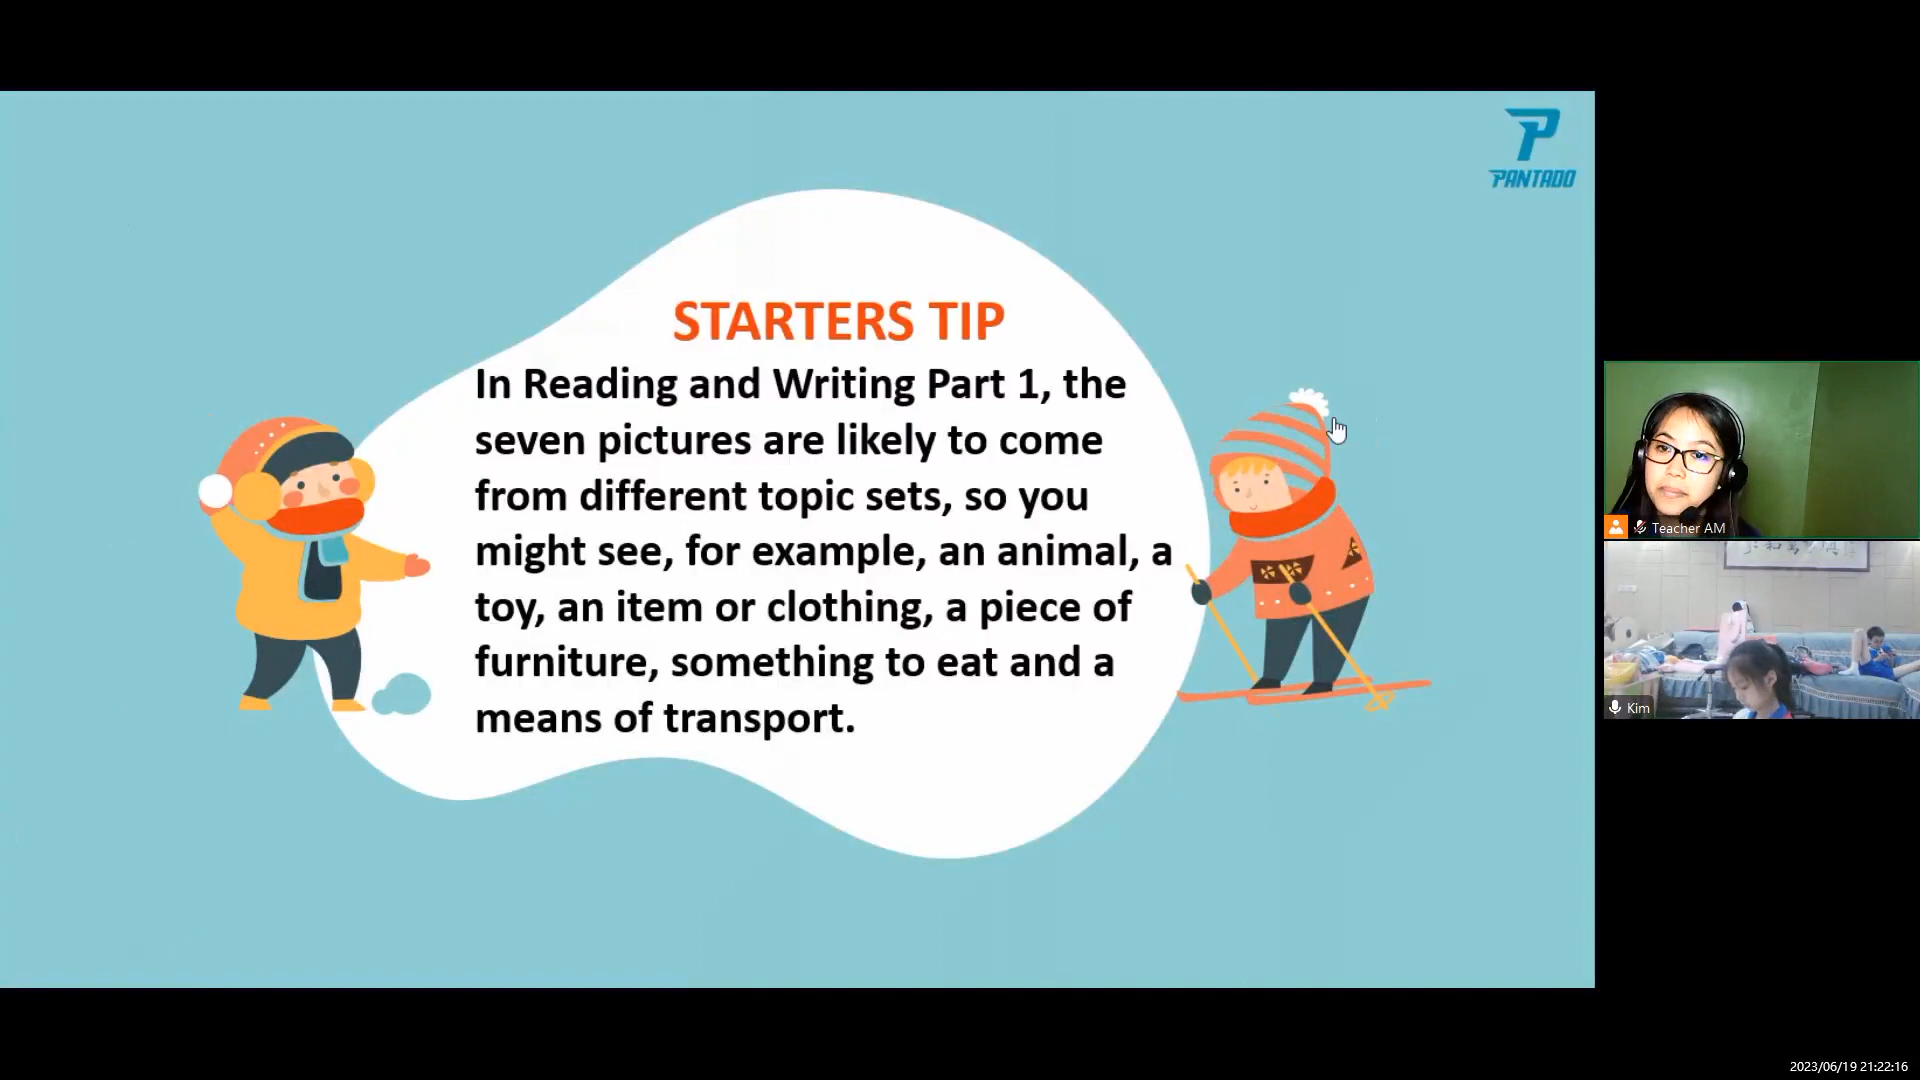 PANTADO
STARTERS TIP
In Reading and Writing Part 1, the
seven pictures are likely to come
from different topic sets, so you
might see, for example, an animal, a
toy, an item or clothing, a piece of
furniture, something to eat and a
means of transport.
Teacher AM
Kim
2023/06/19 21:22:16